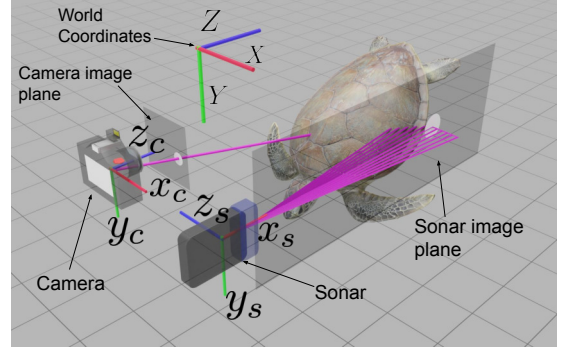 World
Coordinates
Z
X
Y
Camera image
plane
z_c
x_c
y_c
z_s
x_s
y_s
Camera
Sonar
Sonar image
plane